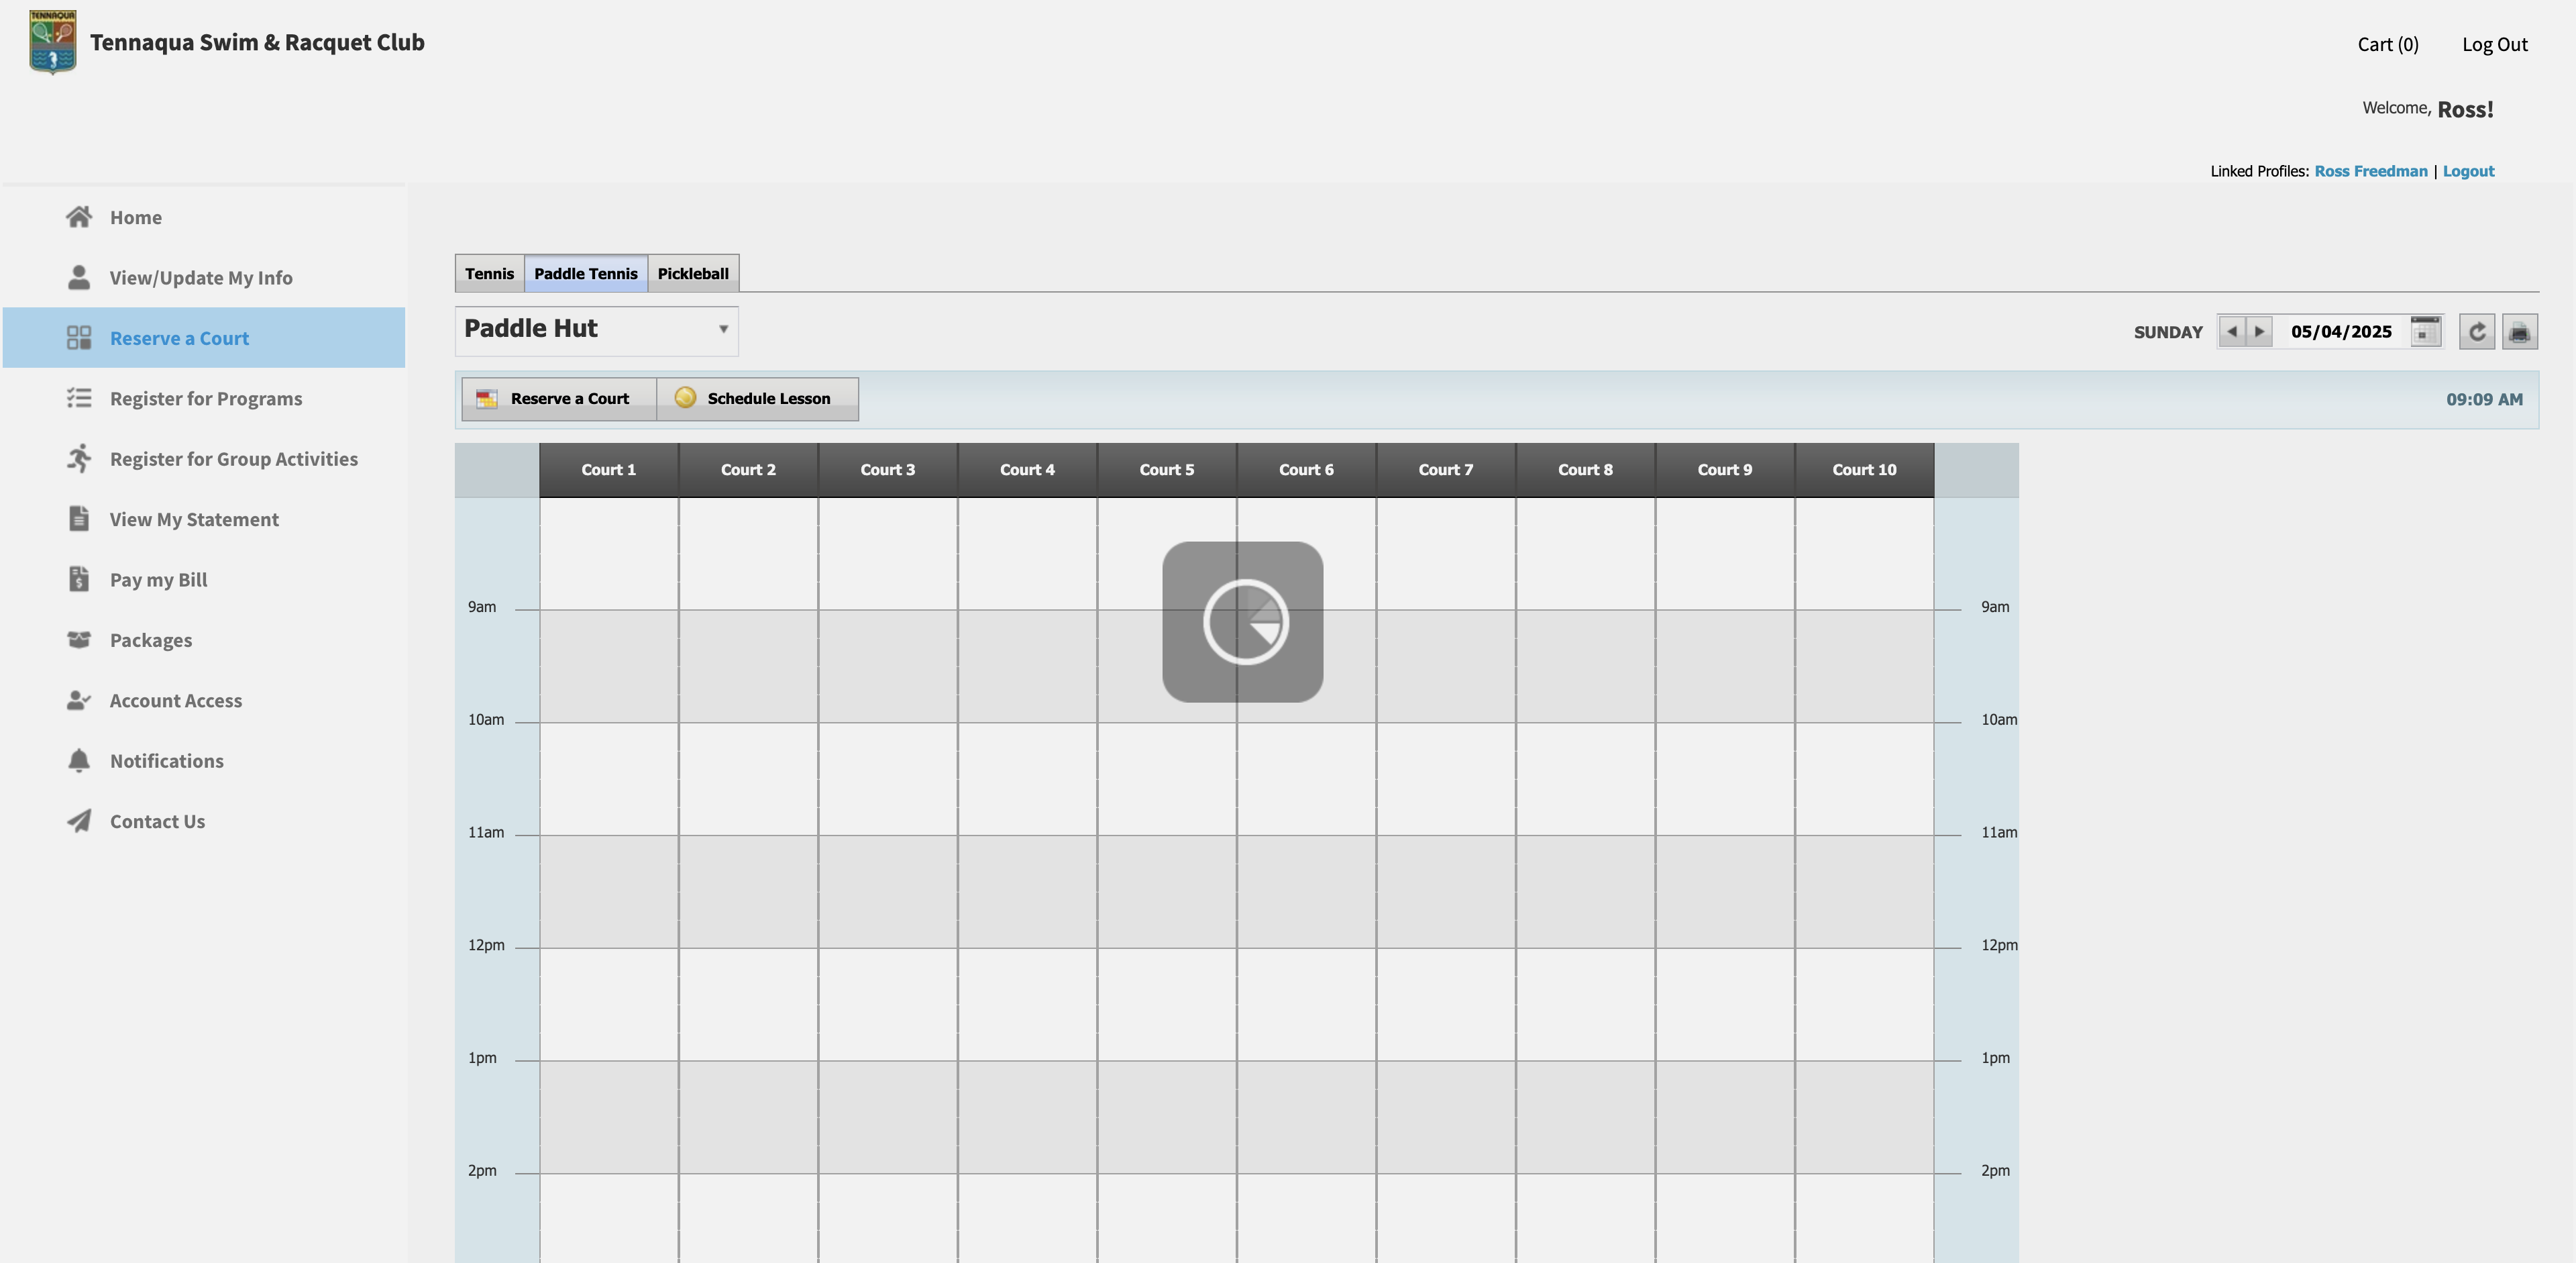 TENNAQUA
Tennaqua Swim & Racquet Club
Cart (0)
Log Out
Welcome, Ross!
Linked Profiles: Ross Freedman | Logout
Home
View/Update My Info
Reserve a Court
Register for Programs
Register for Group Activities
View My Statement
Pay my Bill
Packages
Account Access
Notifications
Contact Us
Tennis
Paddle Tennis
Pickleball
Paddle Hut
SUNDAY
05/04/2025
Reserve a Court
Schedule Lesson
09:09 AM
Court 1
Court 2
Court 3
Court 4
Court 5
Court 6
Court 7
Court 8
Court 9
Court 10
9am
9am
10am
10am
11am
11am
12pm
12pm
1pm
1pm
2pm
2pm